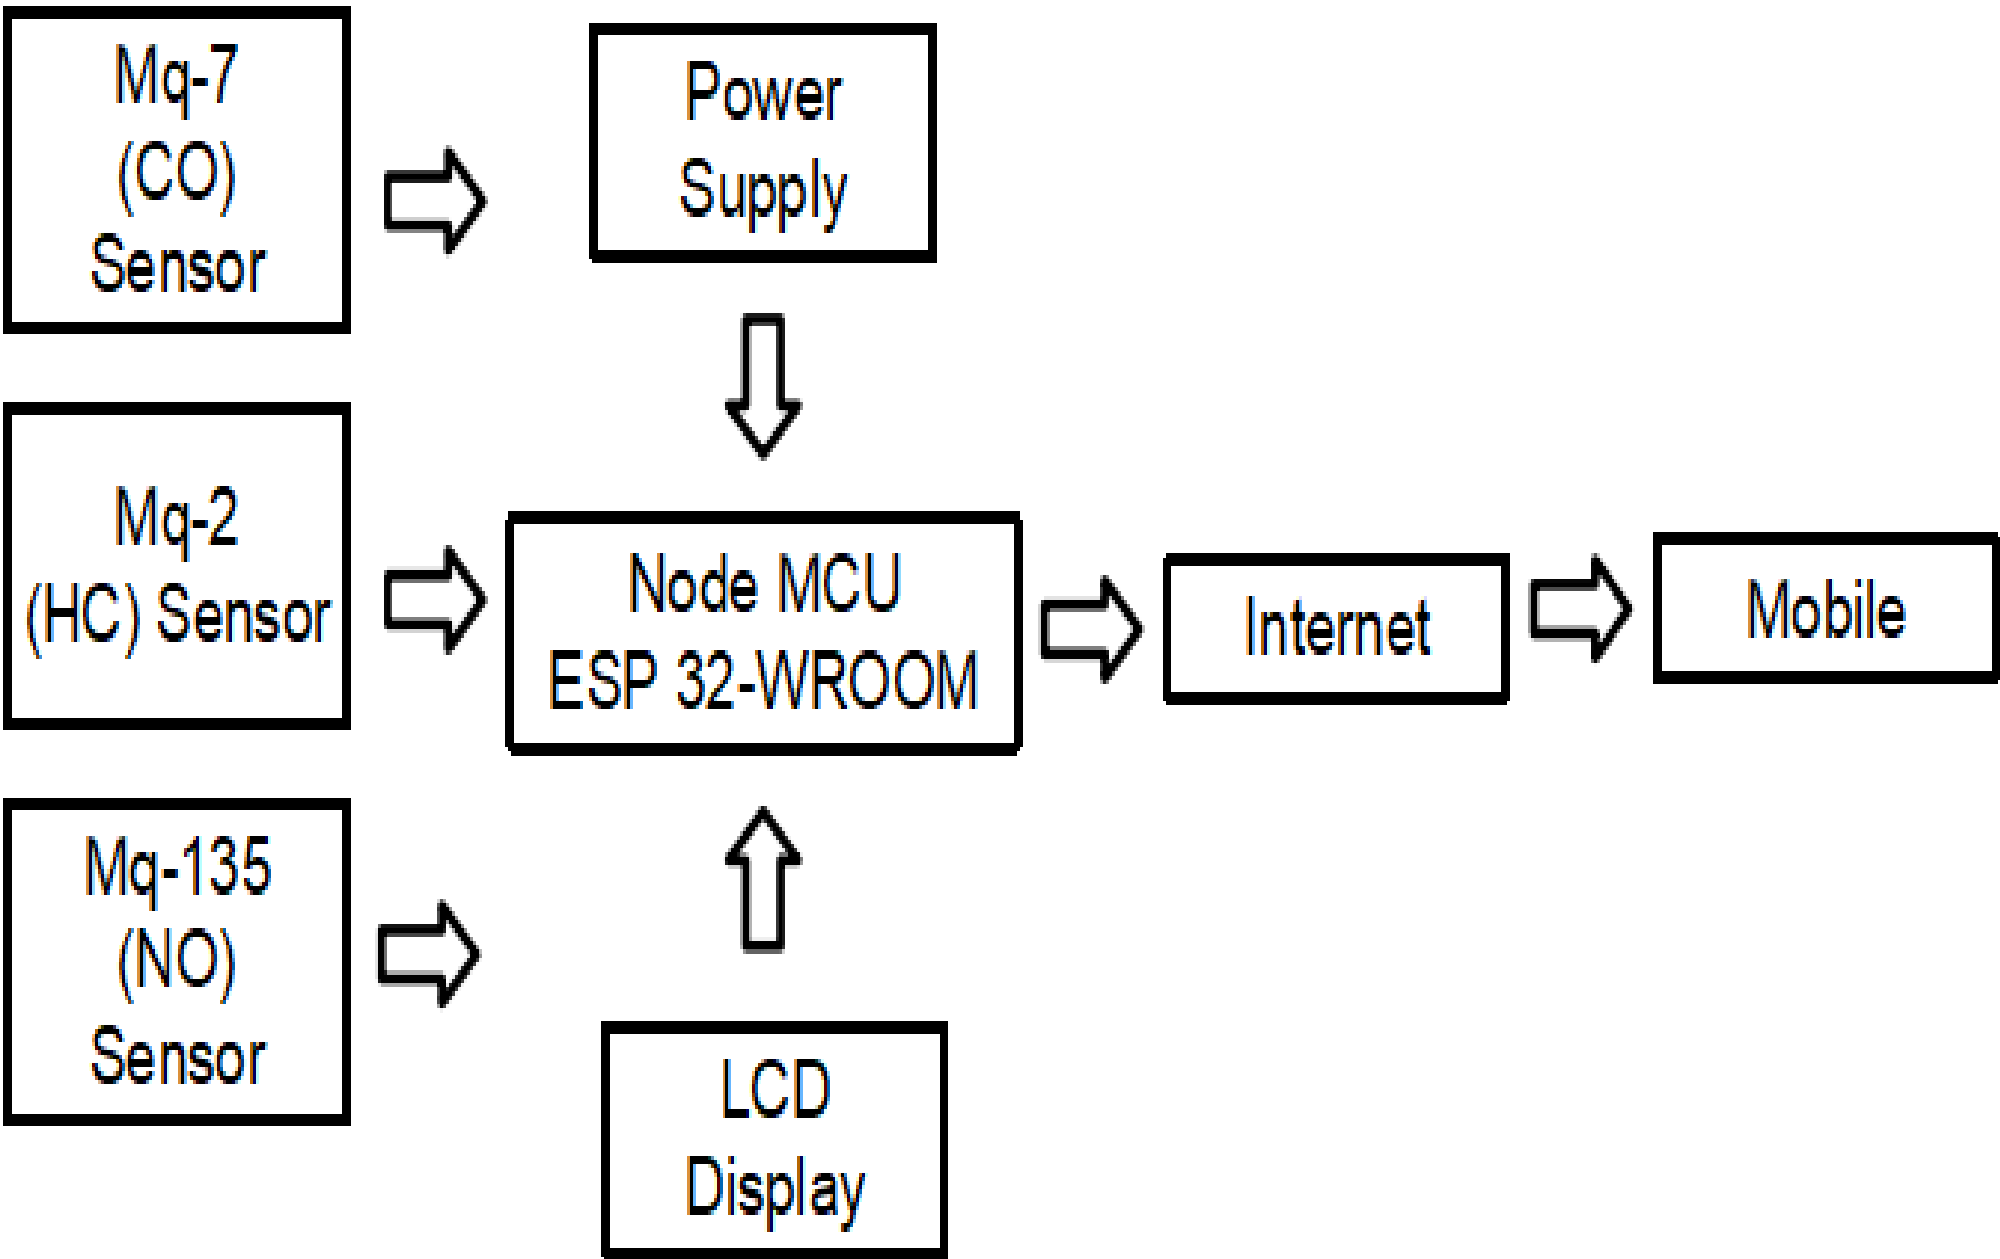 Mq-7
(CO)
Sensor
Power
Supply
Mq-2
(HC) Sensor
Node MCU
ESP 32-WROOM
Internet
Mobile
Mq-135
(NO)
Sensor
LCD
Display